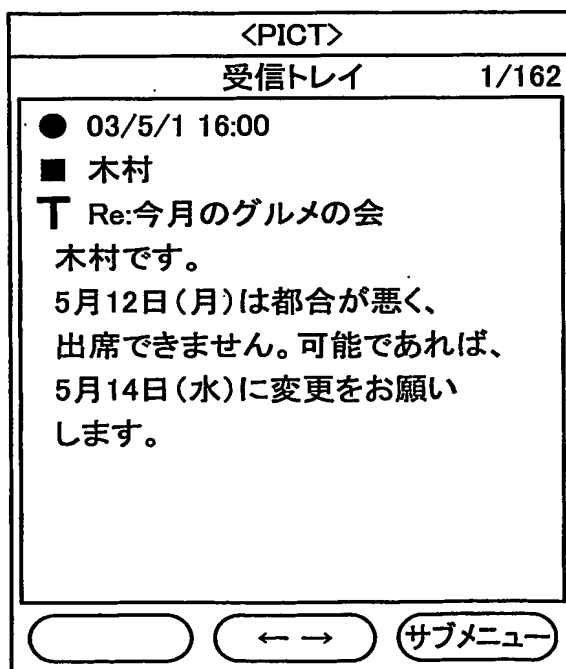 <PICT>
受信トレイ 1/162
● 03/5/1 16:00
■ 木村
T Re:今月のグルメの会
木村です。
5月12日(月)は都合が悪く、
出席できません。可能であれば、
5月14日(水)に変更をお願い
します。
←→ サブメニュー